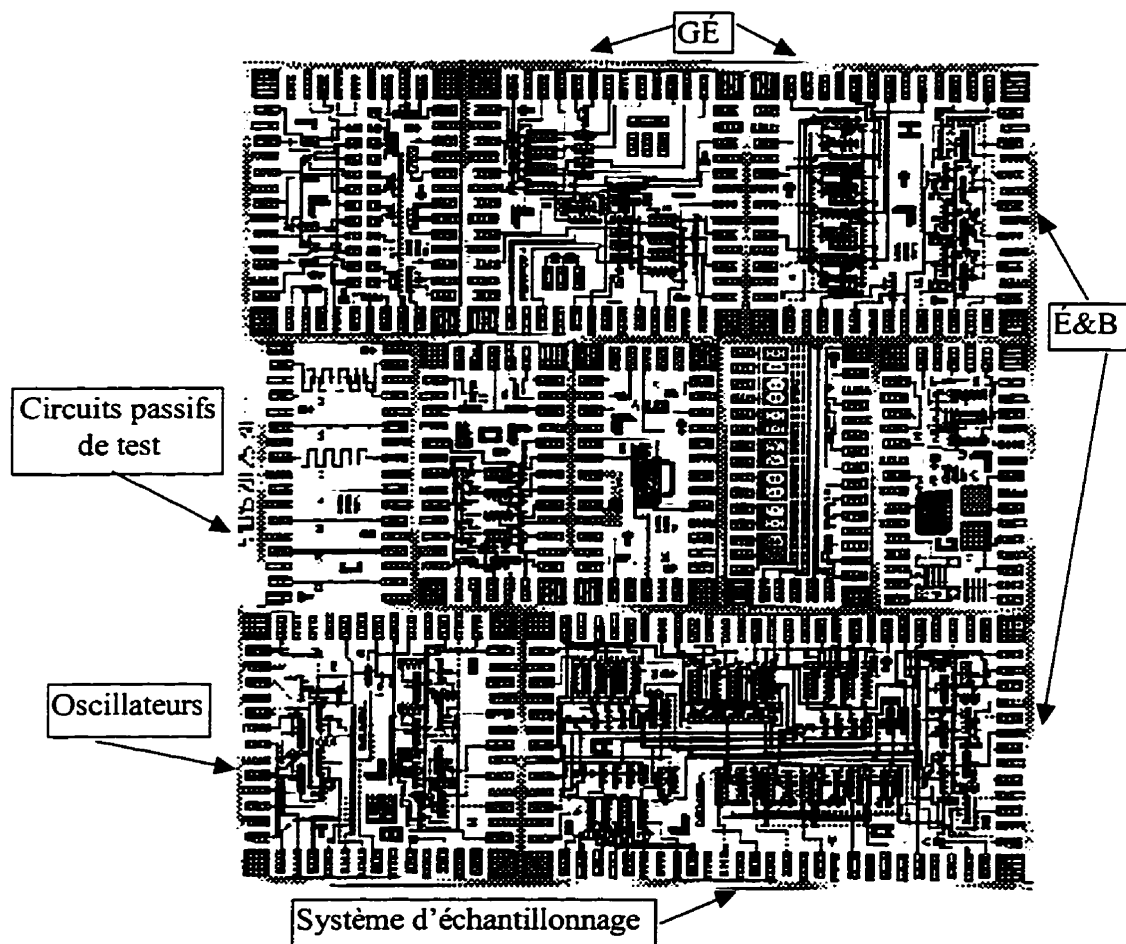 GÉ
É&B
Circuits passifs
de test
Oscillateurs
Système d'échantillonnage